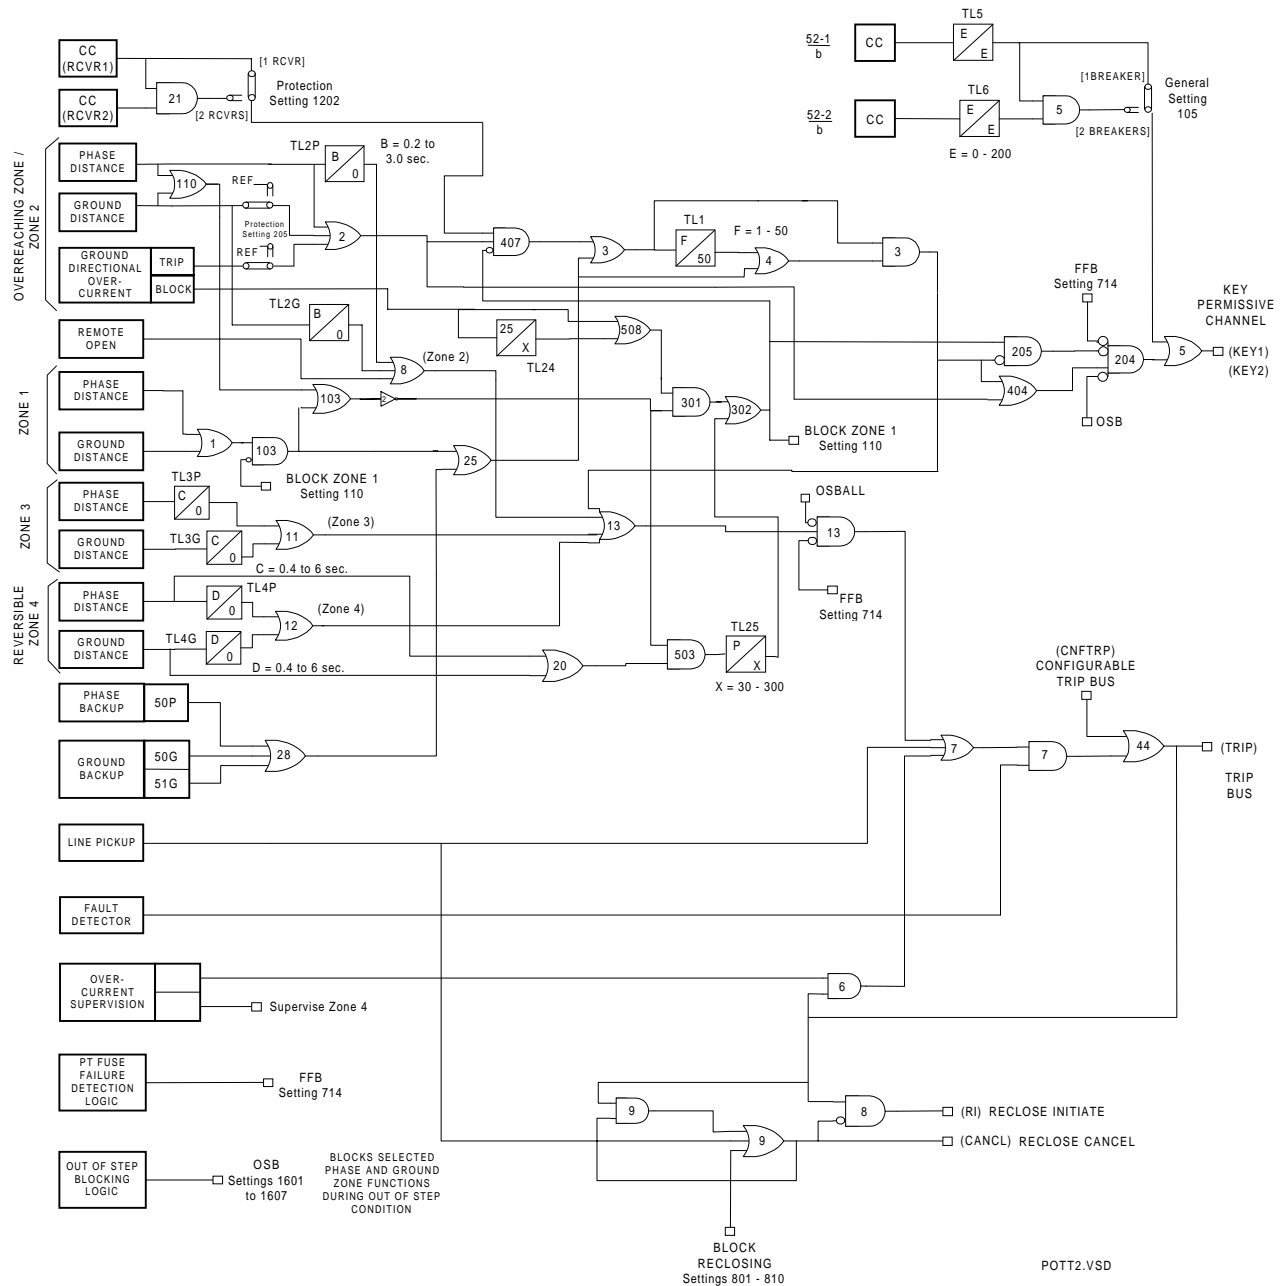 CC
(RCVR1)
CC
(RCVR2)
21
[1 RCVR]
[2 RCVRS]
Protection
Setting 1202
52-1
b
CC
TL5
E
E
52-2
b
CC
TL6
E
E
E = 0 - 200
5
[1BREAKER]
[2 BREAKERS]
General
Setting
105
OVERREACHING ZONE /
ZONE 2
PHASE
DISTANCE
GROUND
DISTANCE
GROUND
DIRECTIONAL
OVER-
CURRENT
TRIP
BLOCK
110
REF
Protection
Setting 205
REF
TL2P
B
0
B = 0.2 to
3.0 sec.
2
407
3
TL1
F
50
F = 1 - 50
4
3
TL2G
B
0
25
X
TL24
508
8
(Zone 2)
REMOTE
OPEN
ZONE 1
PHASE
DISTANCE
GROUND
DISTANCE
1
103
103
2
25
BLOCK ZONE 1
Setting 110
301
302
BLOCK ZONE 1
Setting 110
FFB
Setting 714
205
404
204
OSB
5
KEY
PERMISSIVE
CHANNEL
(KEY1)
(KEY2)
ZONE 3
PHASE
DISTANCE
GROUND
DISTANCE
TL3P
C
0
TL3G
C
0
C = 0.4 to 6 sec.
11
(Zone 3)
13
OSBALL
13
FFB
Setting 714
REVERSIBLE
ZONE 4
PHASE
DISTANCE
GROUND
DISTANCE
TL4P
D
0
TL4G
D
0
D = 0.4 to 6 sec.
12
(Zone 4)
20
503
TL25
P
X
X = 30 - 300
PHASE
BACKUP
50P
GROUND
BACKUP
50G
51G
28
(CNFTRP)
CONFIGURABLE
TRIP BUS
7
7
44
(TRIP)
TRIP
BUS
LINE PICKUP
FAULT
DETECTOR
OVER-
CURRENT
SUPERVISION
Supervise Zone 4
6
PT FUSE
FAILURE
DETECTION
LOGIC
FFB
Setting 714
9
9
8
(RI) RECLOSE INITIATE
(CANCL) RECLOSE CANCEL
OUT OF STEP
BLOCKING
LOGIC
OSB
Settings 1601
to 1607
BLOCKS SELECTED
PHASE AND GROUND
ZONE FUNCTIONS
DURING OUT OF STEP
CONDITION
BLOCK
RECLOSING
Settings 801 - 810
POTT2.VSD